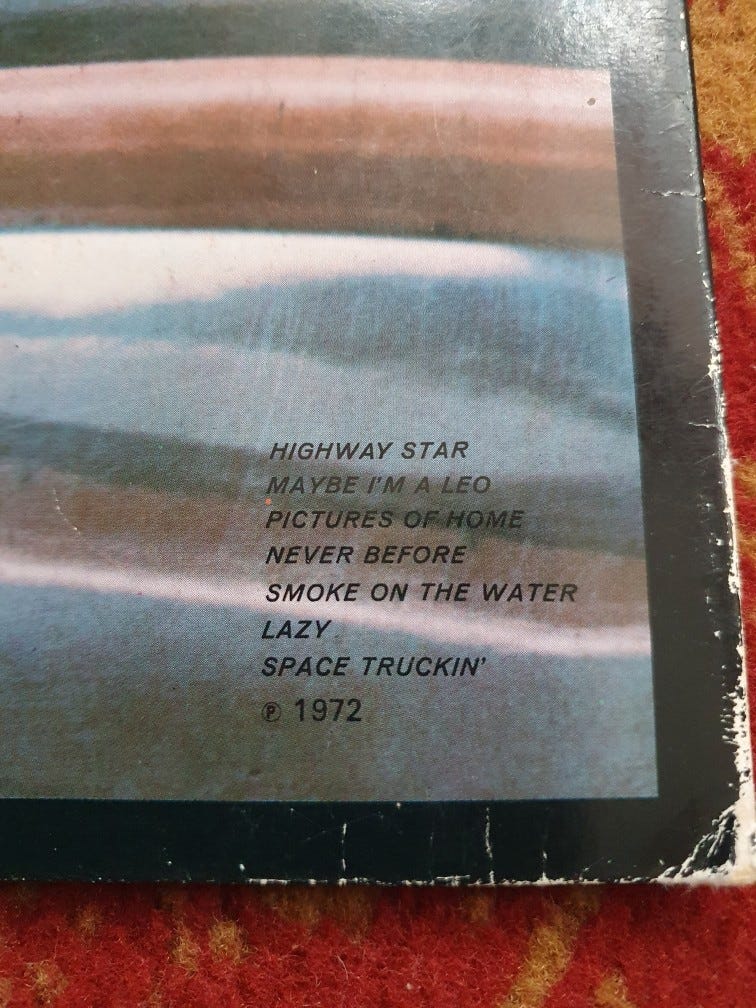 HIGHWAY STAR
MAYBE I'M A LEO
PICTURES OF HOME
NEVER BEFORE
SMOKE ON THE WATER
LAZY
SPACE TRUCKIN'
℗ 1972